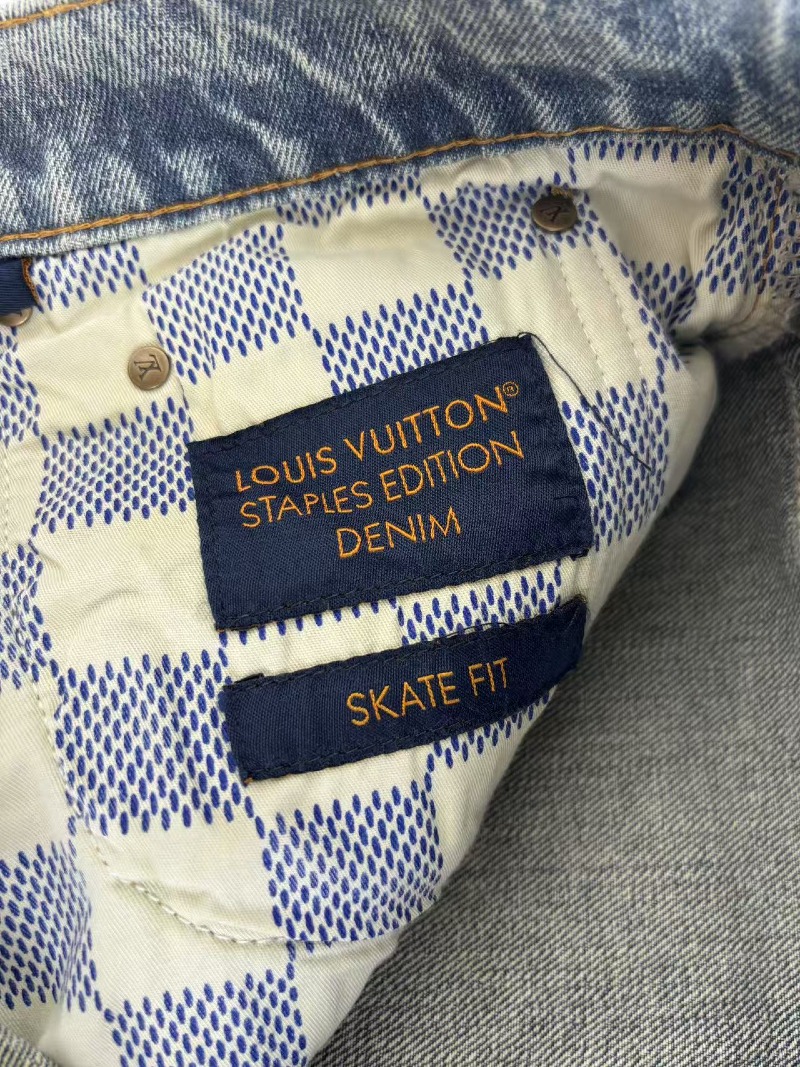 LOUIS VUITTON®
STAPLES EDITION
DENIM
SKATE FIT